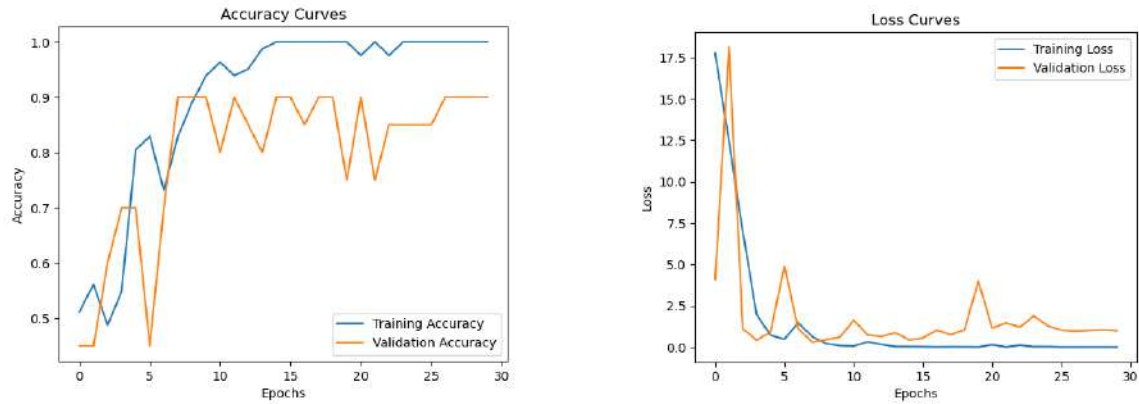 Accuracy Curves
1.0
0.9
0.8
0.7
0.6
0.5
Accuracy
0
5
10
15
20
25
30
Epochs
Training Accuracy
Validation Accuracy
Loss Curves
17.5
15.0
12.5
10.0
7.5
5.0
2.5
0.0
Loss
0
5
10
15
20
25
30
Epochs
Training Loss
Validation Loss